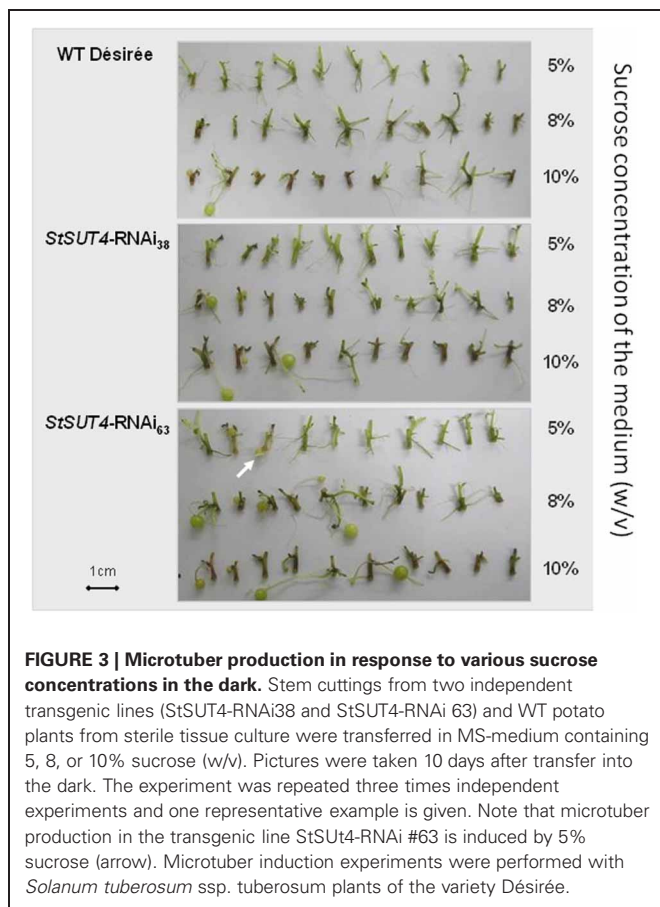 WT Désirée
5%
8%
10%
StSUT4-RNAi38
5%
8%
10%
StSUT4-RNAi63
5%
8%
10%
1cm
Sucrose concentration of the medium (w/v)
FIGURE 3 | Microtuber production in response to various sucrose
concentrations in the dark. Stem cuttings from two independent
transgenic lines (StSUT4-RNAi38 and StSUT4-RNAi 63) and WT potato
plants from sterile tissue culture were transferred in MS-medium containing
5, 8, or 10% sucrose (w/v). Pictures were taken 10 days after transfer into
the dark. The experiment was repeated three times independent
experiments and one representative example is given. Note that microtuber
production in the transgenic line StSUt4-RNAi #63 is induced by 5%
sucrose (arrow). Microtuber induction experiments were performed with
Solanum tuberosum ssp. tuberosum plants of the variety Désirée.